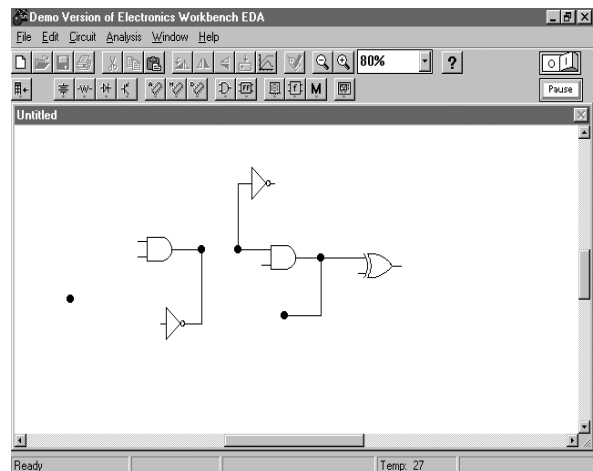 Demo Version of Electronics Workbench EDA
File Edit Circuit Analysis Window Help
80% ?
M
Pause
Untitled
Ready
Temp: 27